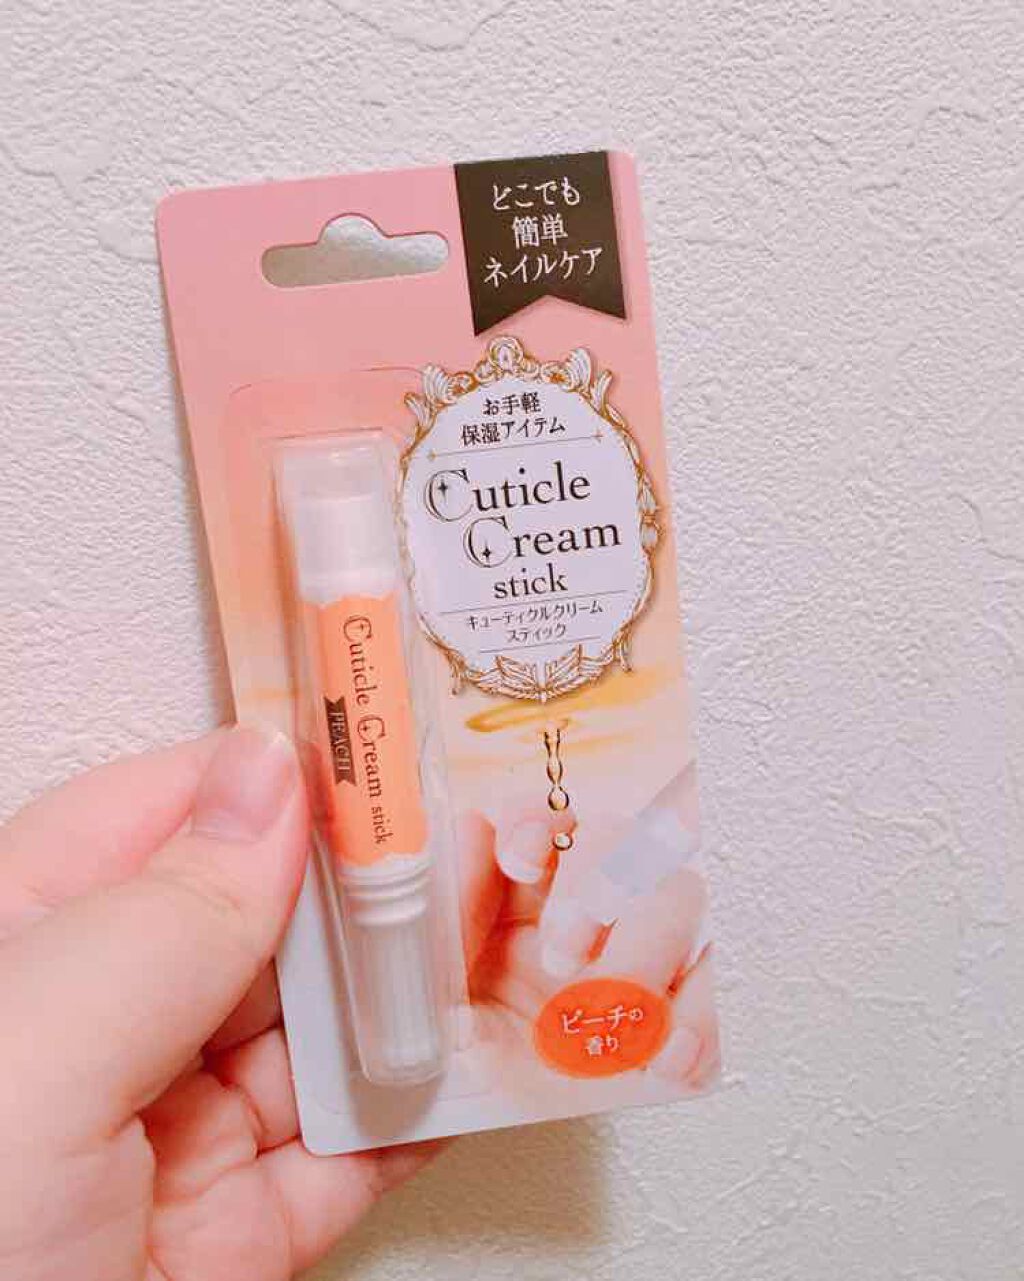 どこでも
簡単
ネイルケア
お手軽
保湿アイテム
Cuticle
Cream
stick
キューティクルクリーム
スティック
Cuticle Cream stick
PEACH
ピーチの
香り